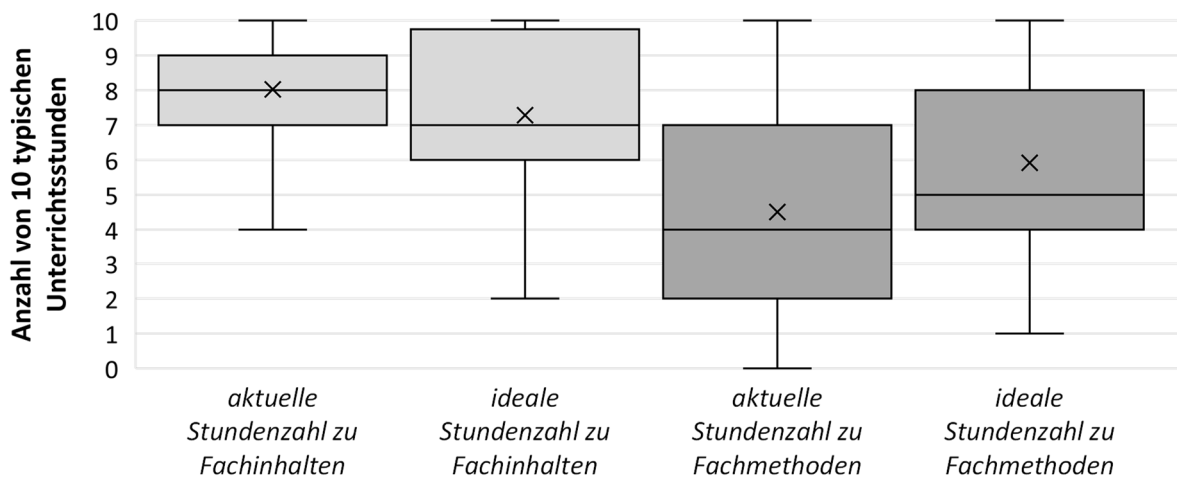 Anzahl von 10 typischen
Unterrichtsstunden
10
9
8
7
6
5
4
3
2
1
0
aktuelle
Stundenzahl zu
Fachinhalten
ideale
Stundenzahl zu
Fachinhalten
aktuelle
Stundenzahl zu
Fachmethoden
ideale
Stundenzahl zu
Fachmethoden